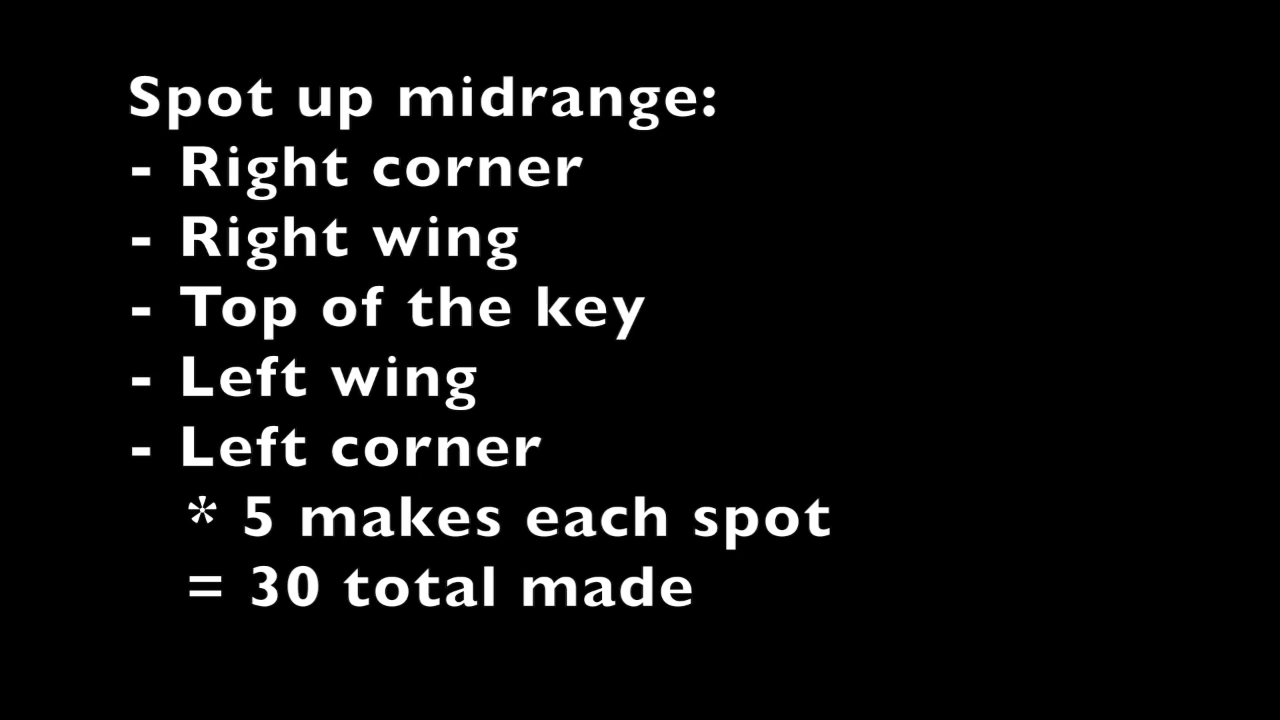 Spot up midrange:
- Right corner
- Right wing
- Top of the key
- Left wing
- Left corner
* 5 makes each spot
= 30 total made